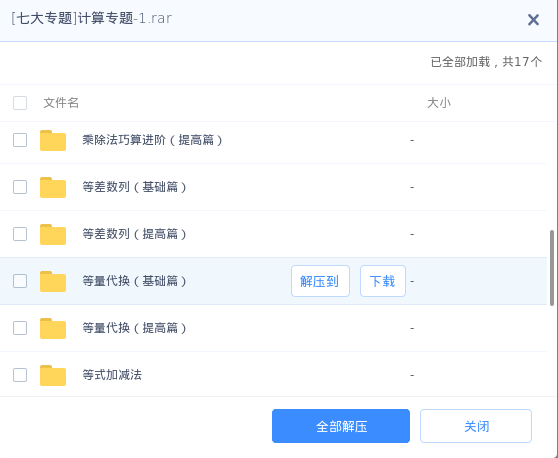 [七大专题]计算专题-1.rar
已全部加载，共17个
文件名 大小
乘除法巧算进阶（提高篇） -
等差数列（基础篇） -
等差数列（提高篇） -
等量代换（基础篇） 解压到 下载 -
等量代换（提高篇） -
等式加减法 -
全部解压 关闭